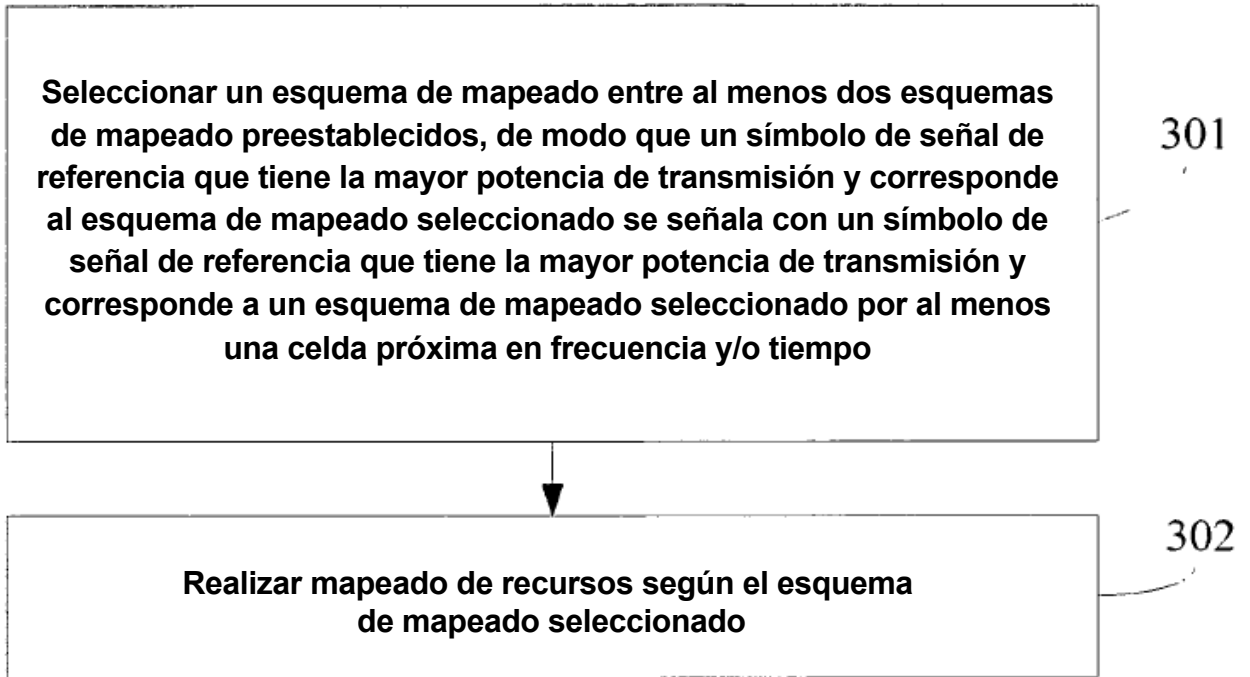 Seleccionar un esquema de mapeado entre al menos dos esquemas
de mapeado preestablecidos, de modo que un símbolo de señal de
referencia que tiene la mayor potencia de transmisión y corresponde
al esquema de mapeado seleccionado se señala con un símbolo de
señal de referencia que tiene la mayor potencia de transmisión y
corresponde a un esquema de mapeado seleccionado por al menos
una celda próxima en frecuencia y/o tiempo
301
Realizar mapeado de recursos según el esquema
de mapeado seleccionado
302